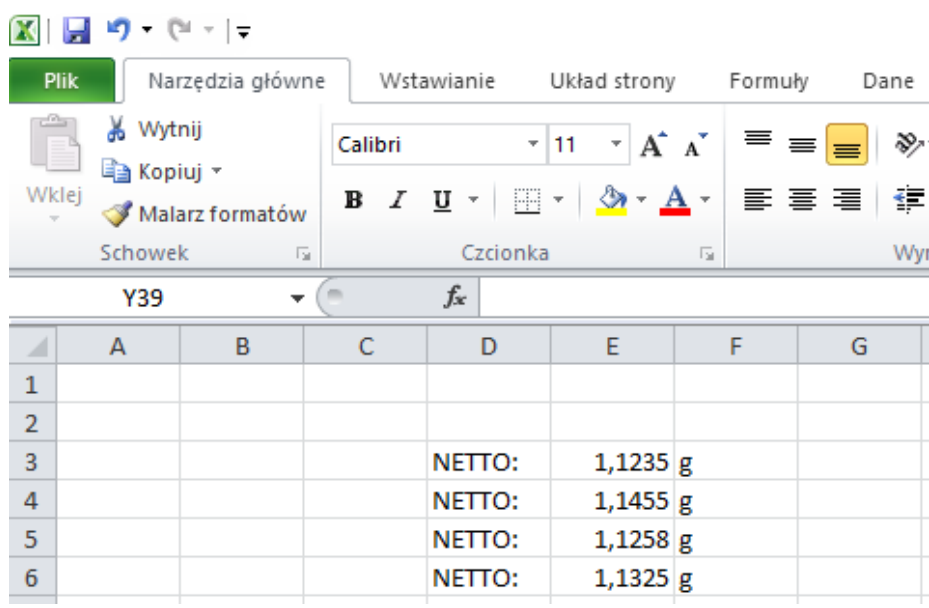 Plik Narzędzia główne Wstawianie Układ strony Formuły Dane
Wklej
Wytnij
Kopiuj
Malarz formatów
Schowek
Calibri 11 A A
B I U A
Czcionka
Y39 fx
A B C D E F G
1
2
3 NETTO: 1,1235 g
4 NETTO: 1,1455 g
5 NETTO: 1,1258 g
6 NETTO: 1,1325 g